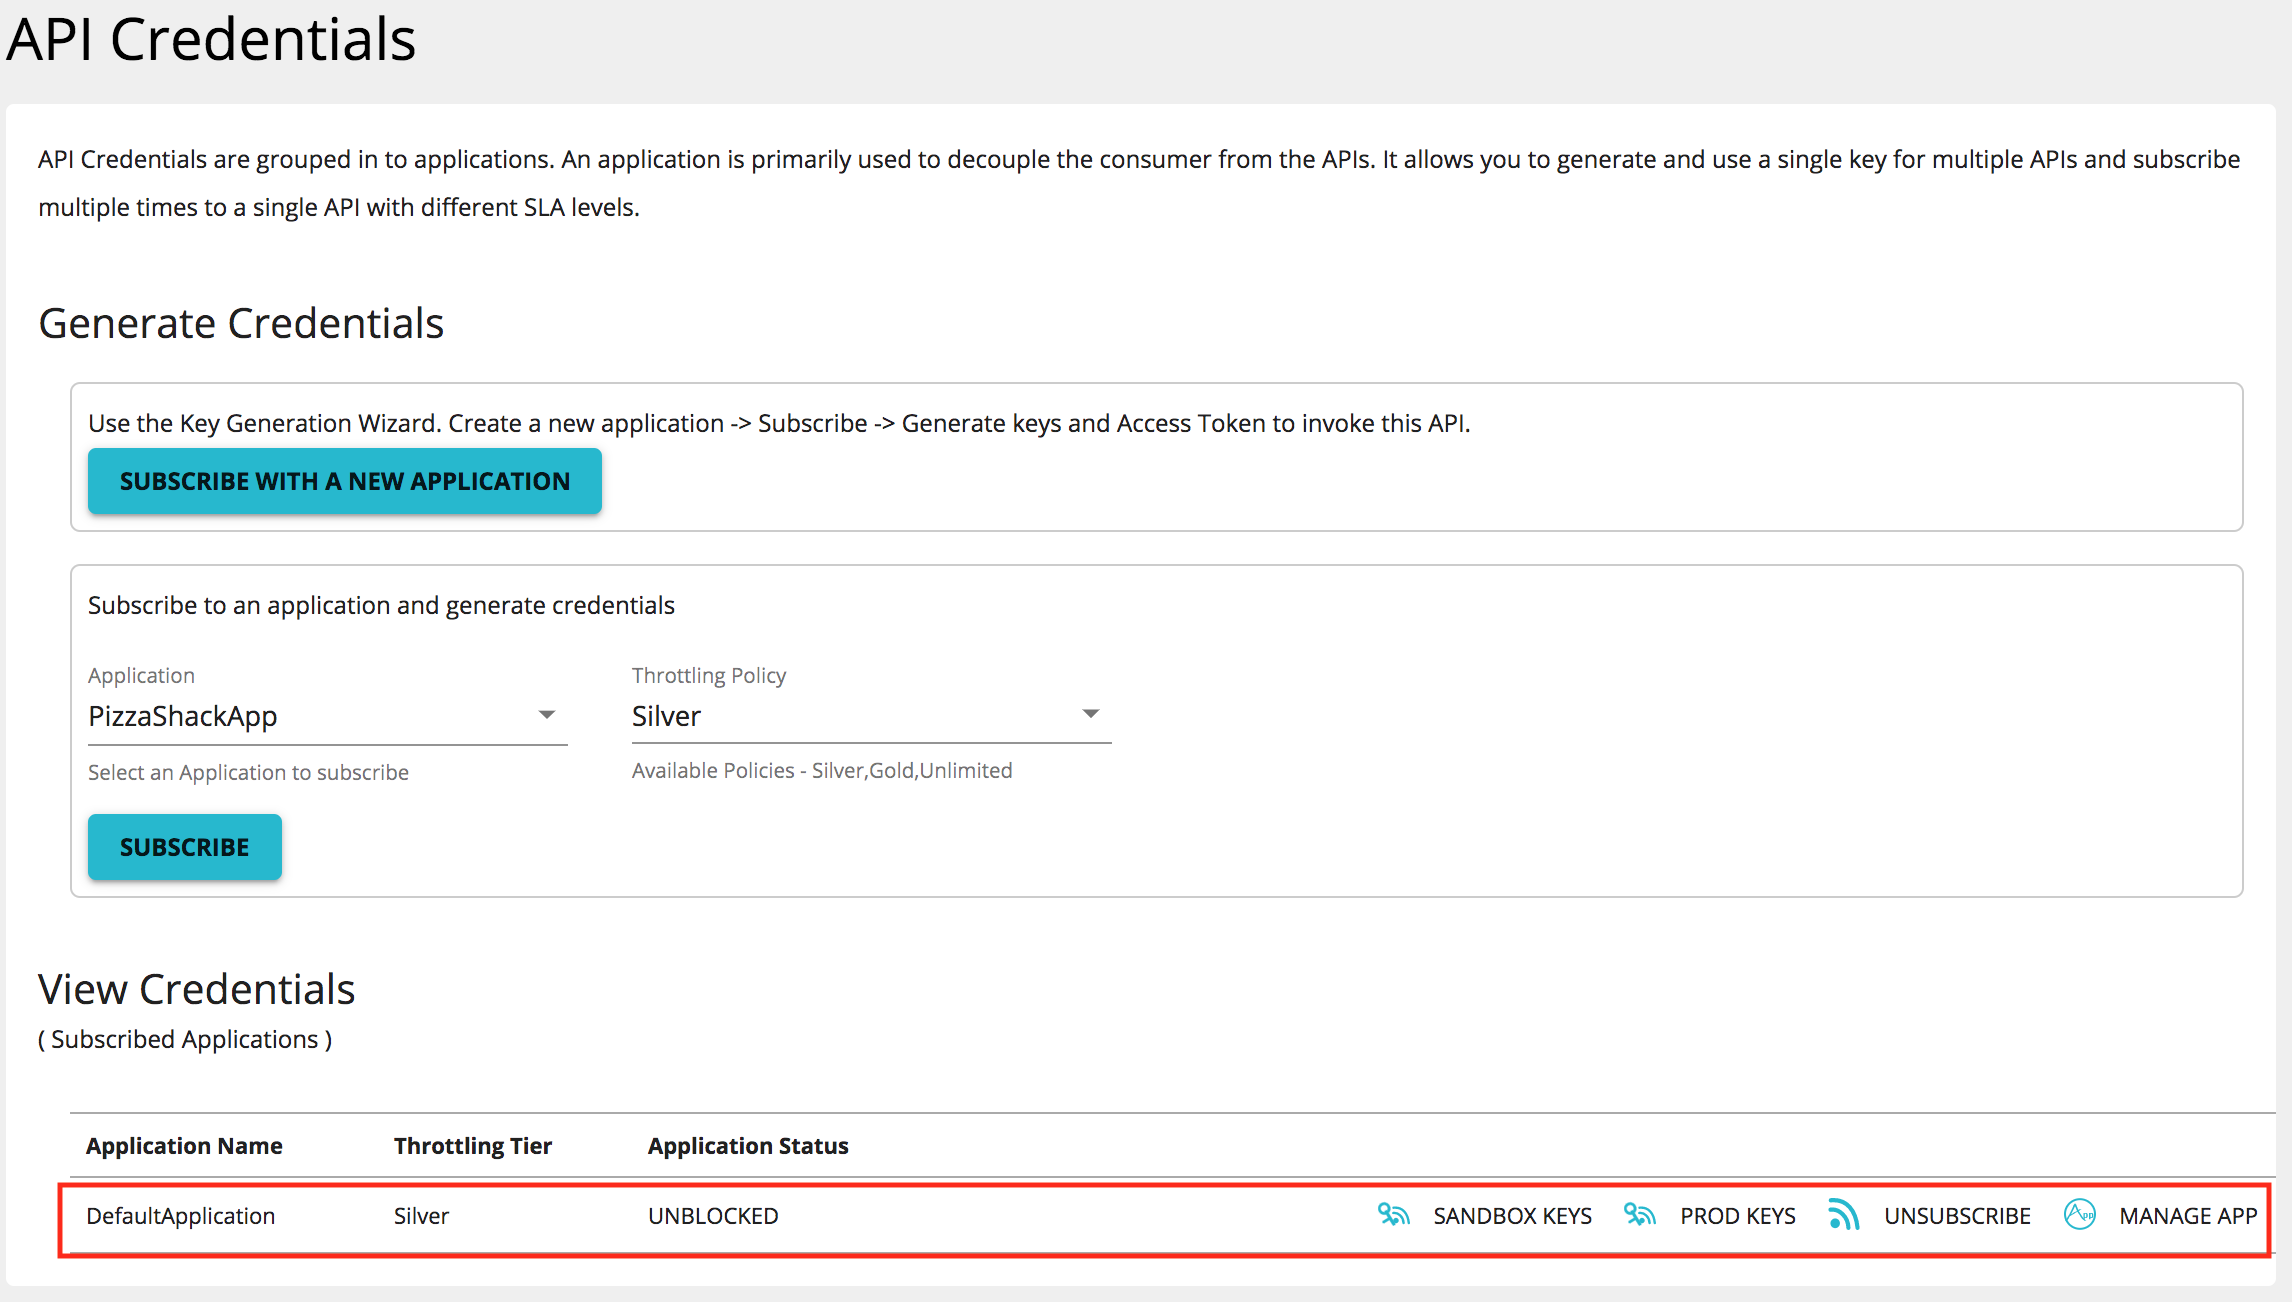 API Credentials
API Credentials are grouped in to applications. An application is primarily used to decouple the consumer from the APIs. It allows you to generate and use a single key for multiple APIs and subscribe
multiple times to a single API with different SLA levels.
Generate Credentials
Use the Key Generation Wizard. Create a new application -> Subscribe -> Generate keys and Access Token to invoke this API.
SUBSCRIBE WITH A NEW APPLICATION
Subscribe to an application and generate credentials
Application Throttling Policy
PizzaShackApp Silver
Select an Application to subscribe Available Policies - Silver,Gold,Unlimited
SUBSCRIBE
View Credentials
( Subscribed Applications )
Application Name Throttling Tier Application Status
DefaultApplication Silver UNBLOCKED SANDBOX KEYS PROD KEYS UNSUBSCRIBE App MANAGE APP